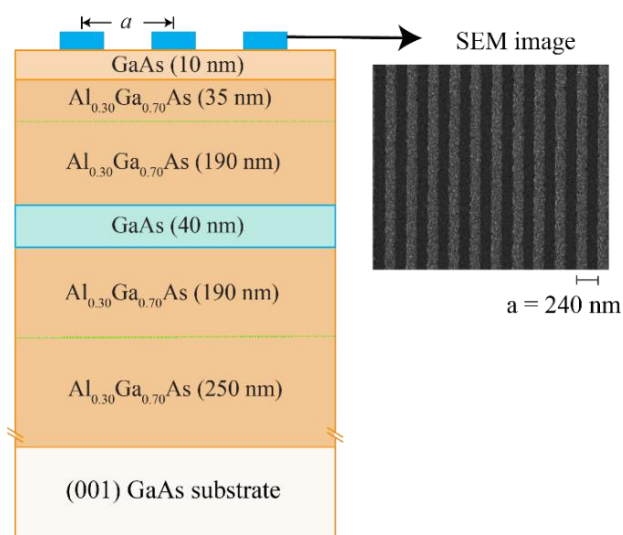 a
SEM image
GaAs (10 nm)
Al₀.₃₀Ga₀.₇₀As (35 nm)
Al₀.₃₀Ga₀.₇₀As (190 nm)
GaAs (40 nm)
Al₀.₃₀Ga₀.₇₀As (190 nm)
a = 240 nm
Al₀.₃₀Ga₀.₇₀As (250 nm)
(001) GaAs substrate